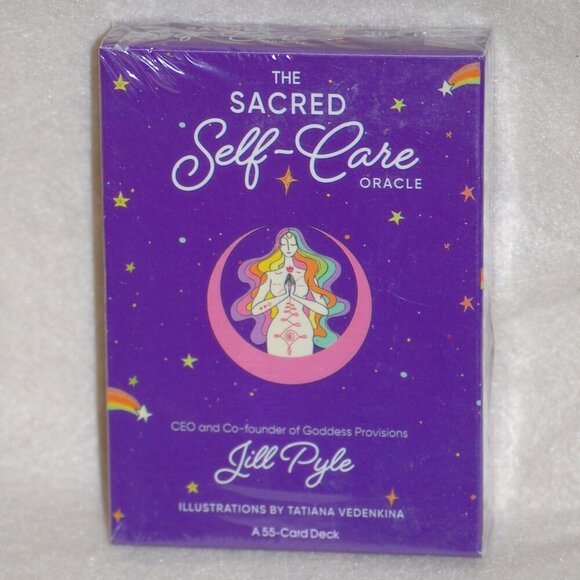 THE
SACRED
Self-Care
ORACLE
CEO and Co-founder of Goddess Provisions
Jill Pyle
ILLUSTRATIONS BY TATIANA VEDENKINA
A 55-Card Deck